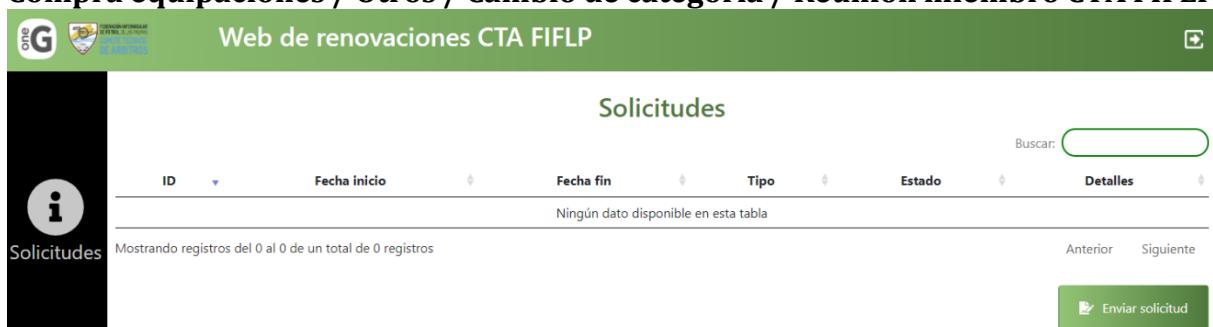 Compra equipaciones / Otros / Cambio de categoría / Reunión miembro CTA FIFLP
one G
Web de renovaciones CTA FIFLP
Solicitudes
Buscar:
ID Fecha inicio Fecha fin Tipo Estado Detalles
Ningún dato disponible en esta tabla
Solicitudes
Mostrando registros del 0 al 0 de un total de 0 registros
Anterior Siguiente
Enviar solicitud